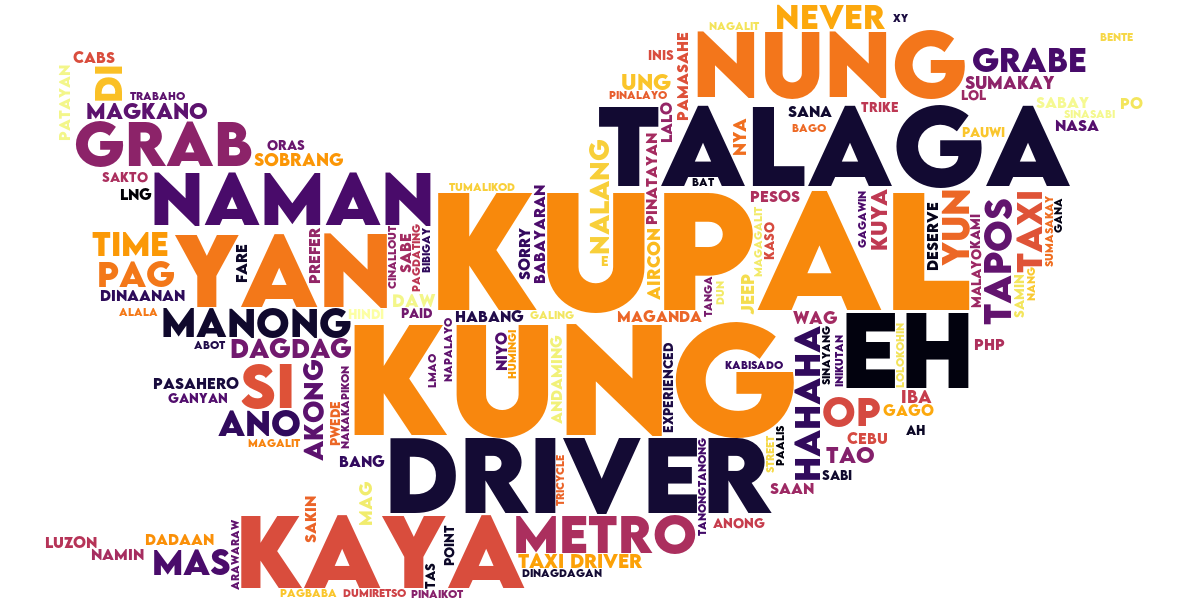 NEVER
XY
NAGALIT
BENTE
NUNG
INIS
GRABE
CABS
PAMASAHE
SUMAKAY
PATAYAN
DI
UNG
TRABAHO
PINALAYO
LOL
SABAY
PO
MAGKANO
LALO
SANA
TRIKE
SINASABI
TALAGA
GRAB
NYA
BAGO
PAUWI
NASA
ORAS
SOBRANG
NALANG
PINATAYAN
SAKTO
BAT
LNG
NAMAN
TUMALIKOD
KUPAL
PESOS
BABAYARAN
KUYA
GAGAWIN
DESERVE
YUN
TAPOS
TAXI
SUMASAKAY
GANA
TIME
YAN
FARE
PREFER
CINALLOUT
SABE
PAGDATING
BIBIGAY
SORRY
E
AIRCON
MAGAGALIT
KASO
MALAYO
KAMI
PAG
TANGA
DUN
JEEP
SAMIN
NANG
DINAANAN
DAW
ALALA
HINDI
PAID
HABANG
GALING
MAGANDA
WAG
MANONG
KUNG
EH
ABOT
DAGDAG
NAPALAYO
LMAO
NIYO
HUMINGI
ANDAMING
EXPERIENCED
KABISADO
HAHAHA
SINAYANG
INIKUTAN
LOLOKOHIN
PHP
PASAHERO
SI
AKONG
NAKAKAPIKON
GANYAN
IBA
OP
GAGO
ANO
PWEDE
AH
MAGALIT
CEBU
DRIVER
STREET
PAALIS
BANG
TRICYCLE
TANONGTANONG
TAO
SABI
MAG
SAAN
SAKIN
KAYA
METRO
ANONG
LUZON
DADAAN
ARAWARAW
POINT
NAMIN
MAS
TAXI DRIVER
TAS
DINAGDAGAN
PAGBABA
DUMIRETSO
PINAIKOT